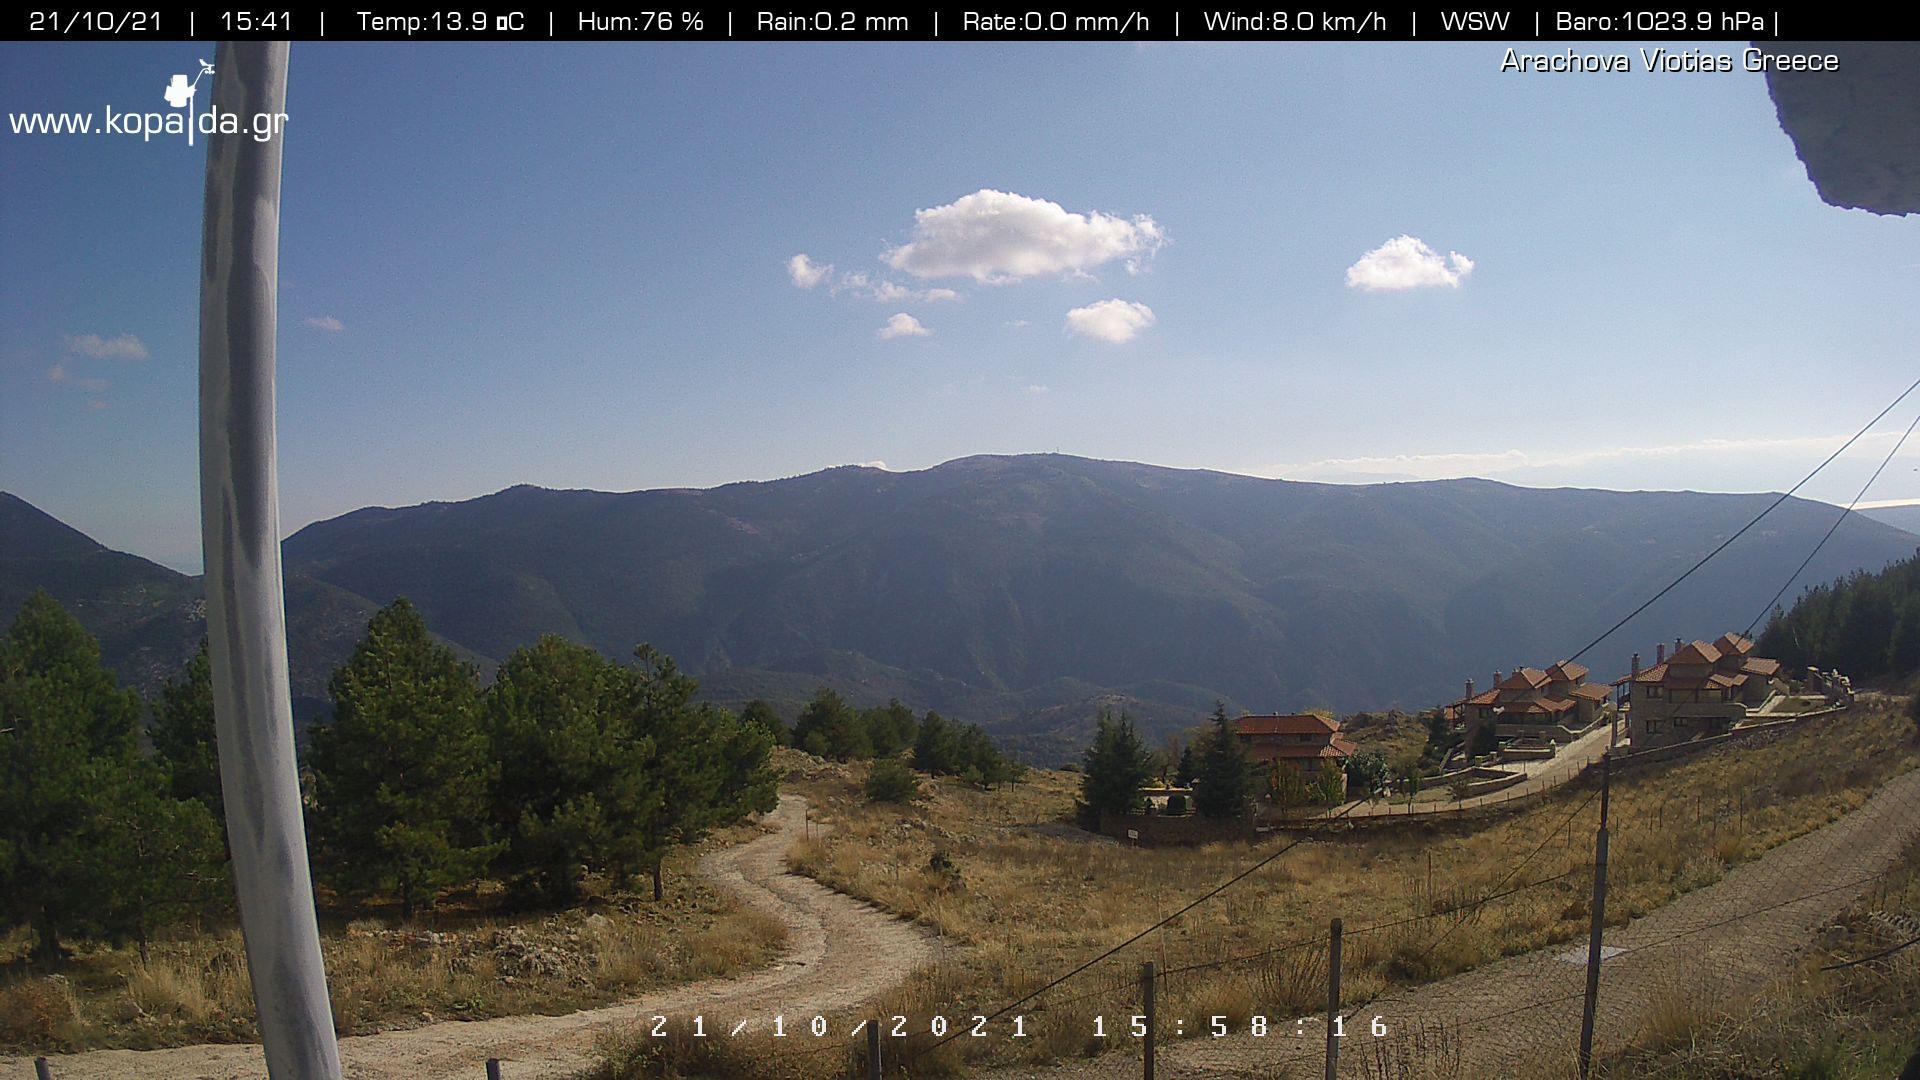 21/10/21 | 15:41 | Temp:13.9 °C | Hum:76 % | Rain:0.2 mm | Rate:0.0 mm/h | Wind:8.0 km/h | WSW | Baro:1023.9 hPa |
Arachova Viotias Greece
www.kopaida.gr
21/10/2021 15:58:16